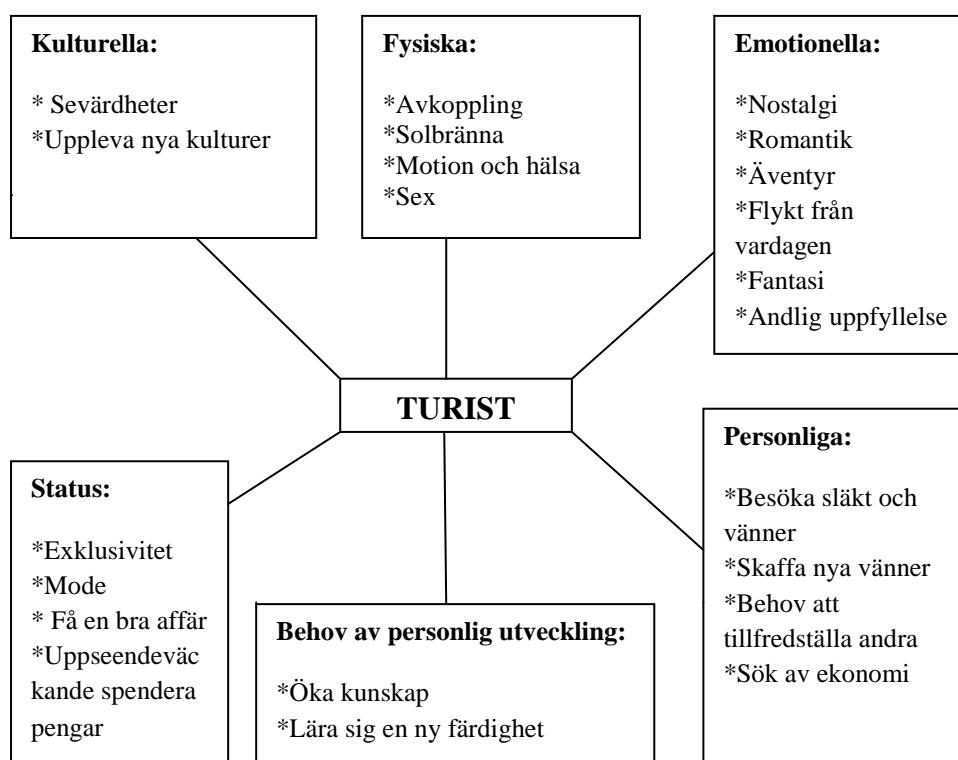 Kulturella:
* Sevärdheter
*Uppleva nya kulturer
Fysiska:
*Avkoppling
*Solbränna
*Motion och hälsa
*Sex
Emotionella:
*Nostalgi
*Romantik
*Äventyr
*Flykt från
vardagen
*Fantasi
*Andlig uppfyllelse
TURIST
Status:
*Exklusivitet
*Mode
* Få en bra affär
*Uppseendeväc
kande spendera
pengar
Behov av personlig utveckling:
*Öka kunskap
*Lära sig en ny färdighet
Personliga:
*Besöka släkt och
vänner
*Skaffa nya vänner
*Behov att
tillfredställa andra
*Sök av ekonomi